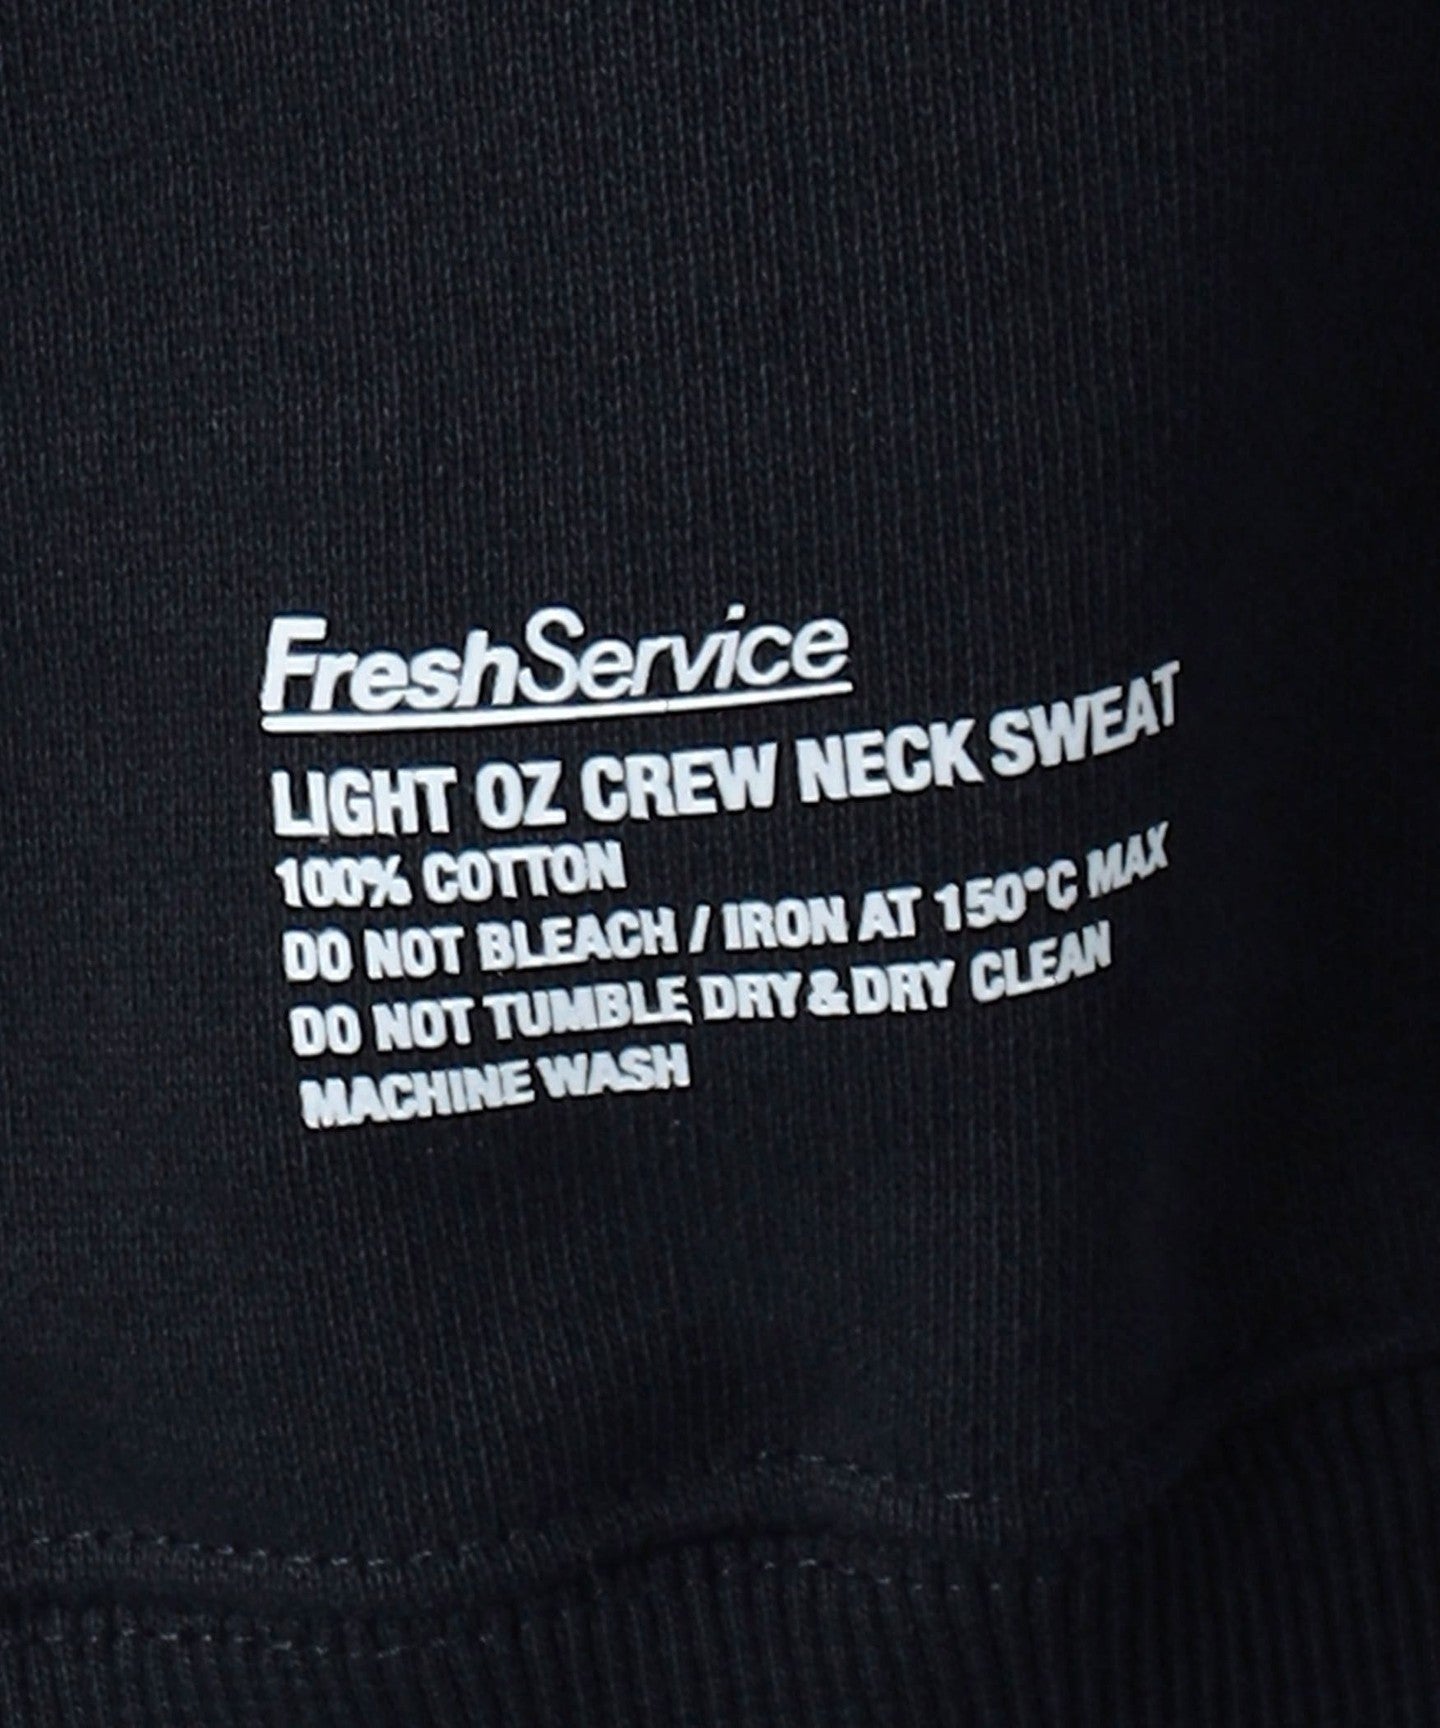 FreshService
LIGHT OZ CREW NECK SWEAT
100% COTTON
DO NOT BLEACH / IRON AT 150°C MAX
DO NOT TUMBLE DRY&DRY CLEAN
MACHINE WASH